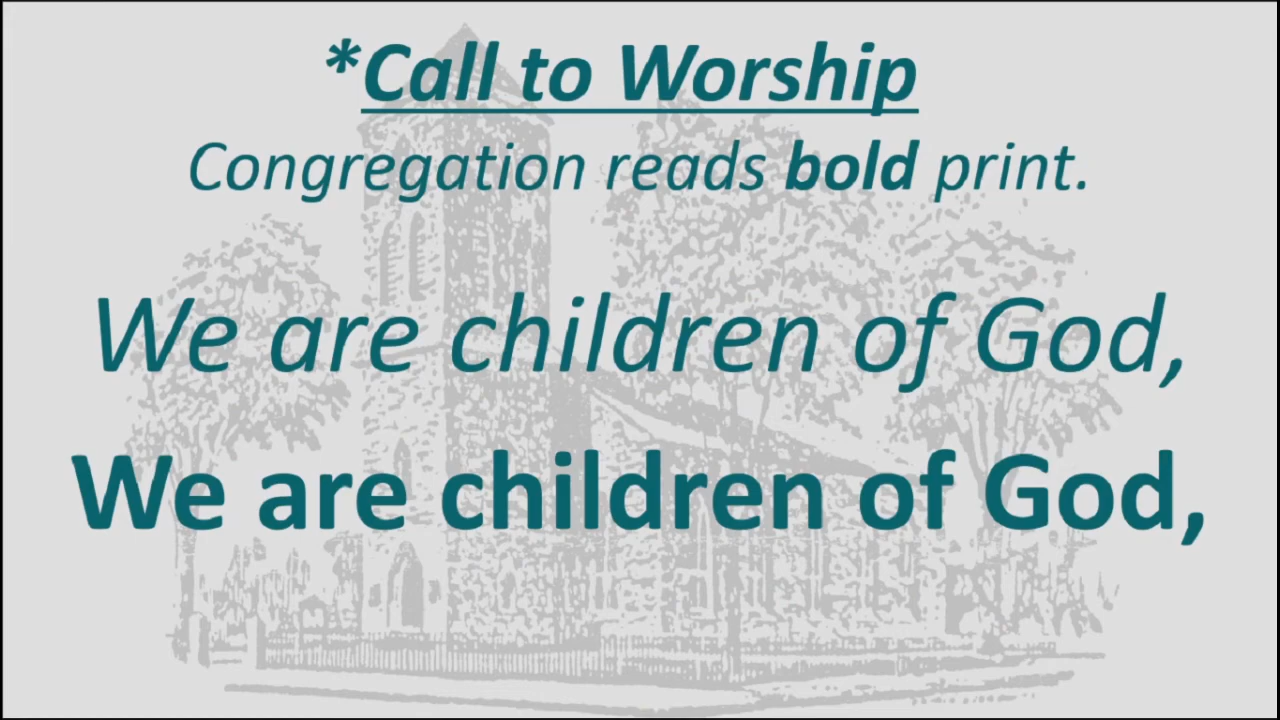 *Call to Worship
Congregation reads bold print.
We are children of God,
We are children of God,